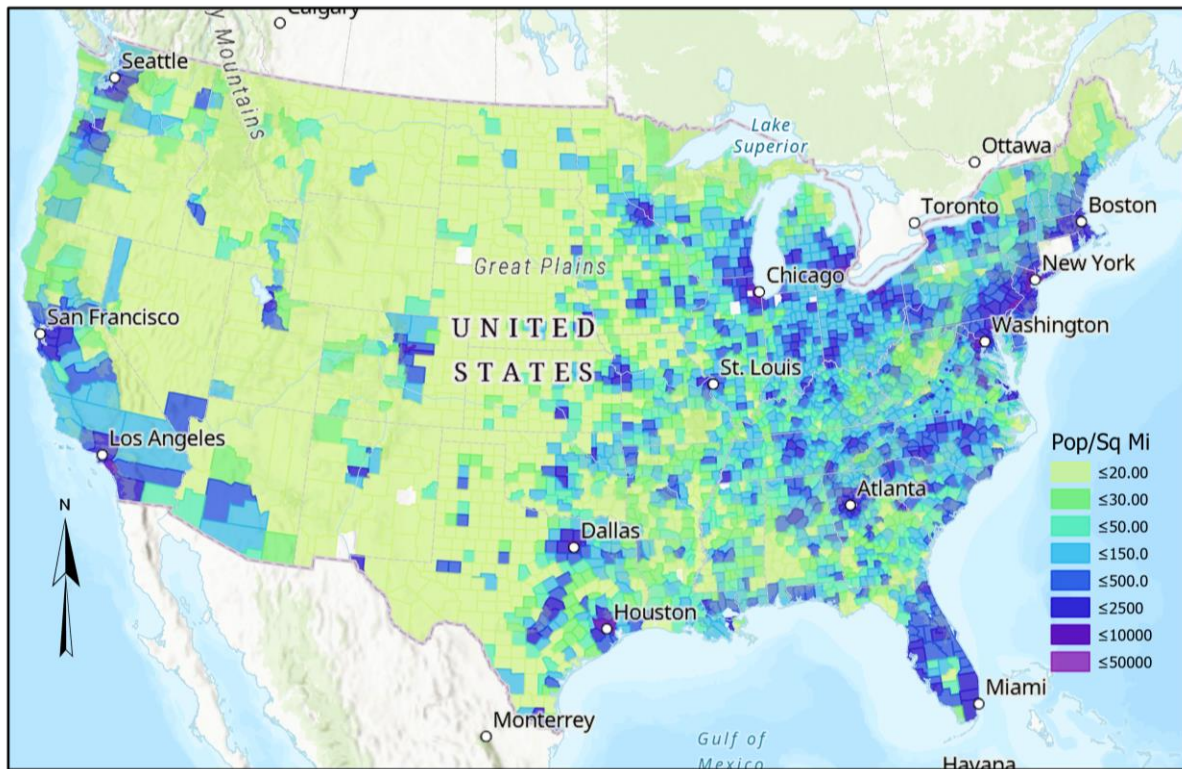 Calgary
y Mountains
Seattle
Lake
Superior
Ottawa
Toronto
Boston
Great Plains
Chicago
New York
San Francisco
UNITED
STATES
Washington
St. Louis
Los Angeles
Atlanta
Dallas
Houston
Miami
Monterrey
Gulf of
Mexico
Havana
N
Pop/Sq Mi
≤20.00
≤30.00
≤50.00
≤150.0
≤500.0
≤2500
≤10000
≤50000